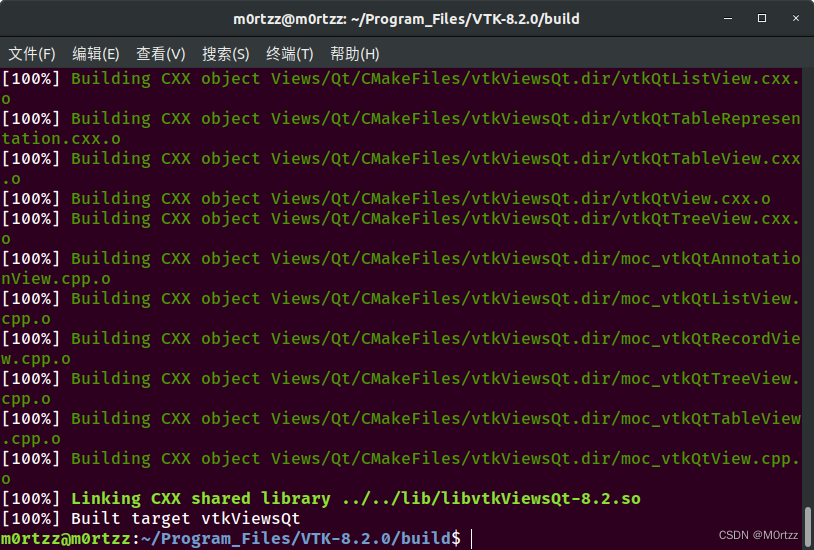 m0rtzz@m0rtzz: ~/Program_Files/VTK-8.2.0/build
文件(F) 编辑(E) 查看(V) 搜索(S) 终端(T) 帮助(H)
[100%] Building CXX object Views/Qt/CMakeFiles/vtkViewsQt.dir/vtkQtListView.cxx.
o
[100%] Building CXX object Views/Qt/CMakeFiles/vtkViewsQt.dir/vtkQtTableRepresen
tation.cxx.o
[100%] Building CXX object Views/Qt/CMakeFiles/vtkViewsQt.dir/vtkQtTableView.cxx
.o
[100%] Building CXX object Views/Qt/CMakeFiles/vtkViewsQt.dir/vtkQtView.cxx.o
[100%] Building CXX object Views/Qt/CMakeFiles/vtkViewsQt.dir/vtkQtTreeView.cxx.
o
[100%] Building CXX object Views/Qt/CMakeFiles/vtkViewsQt.dir/moc_vtkQtAnnotatio
nView.cpp.o
[100%] Building CXX object Views/Qt/CMakeFiles/vtkViewsQt.dir/moc_vtkQtListView.
cpp.o
[100%] Building CXX object Views/Qt/CMakeFiles/vtkViewsQt.dir/moc_vtkQtRecordVie
w.cpp.o
[100%] Building CXX object Views/Qt/CMakeFiles/vtkViewsQt.dir/moc_vtkQtTreeView.
cpp.o
[100%] Building CXX object Views/Qt/CMakeFiles/vtkViewsQt.dir/moc_vtkQtTableView
.cpp.o
[100%] Building CXX object Views/Qt/CMakeFiles/vtkViewsQt.dir/moc_vtkQtView.cpp.
o
[100%] Linking CXX shared library ../../lib/libvtkViewsQt-8.2.so
[100%] Built target vtkViewsQt
m0rtzz@m0rtzz:~/Program_Files/VTK-8.2.0/build$
CSDN @M0rtzz